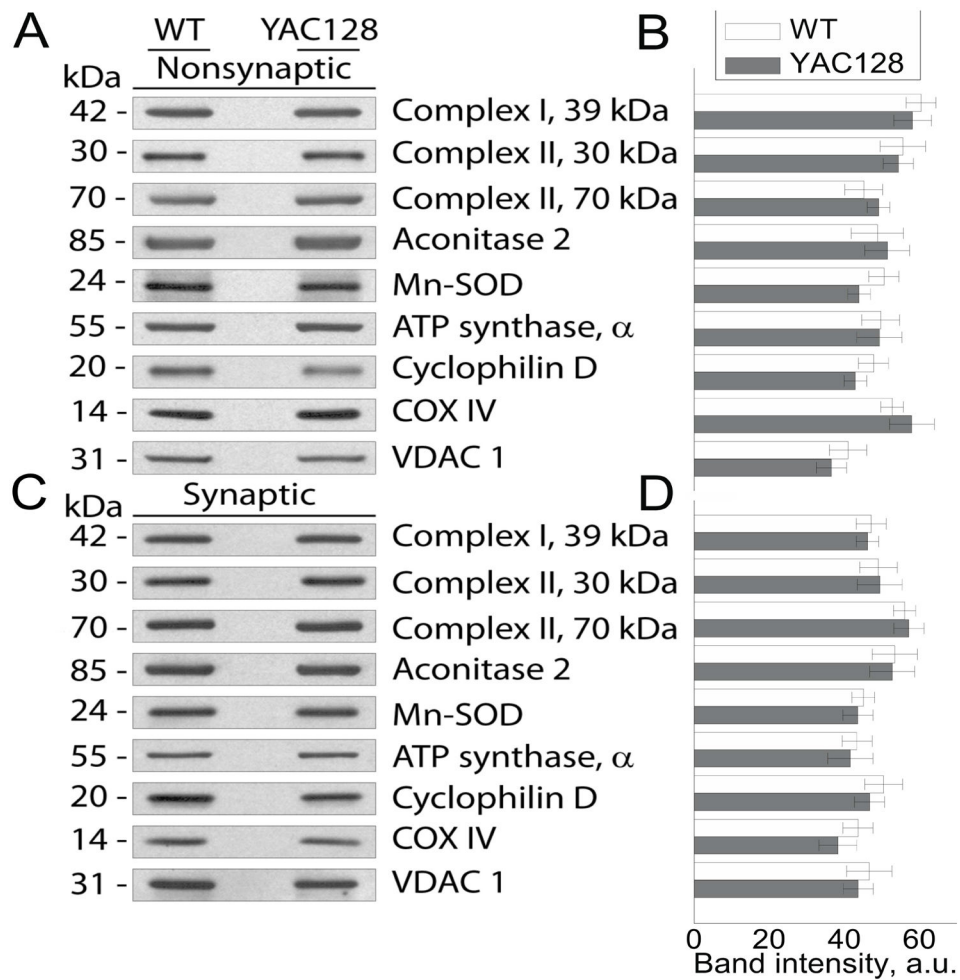 A
WT YAC128
kDa Nonsynaptic
42 - Complex I, 39 kDa
30 - Complex II, 30 kDa
70 - Complex II, 70 kDa
85 - Aconitase 2
24 - Mn-SOD
55 - ATP synthase, α
20 - Cyclophilin D
14 - COX IV
31 - VDAC 1
B
WT
YAC128
C
kDa Synaptic
42 - Complex I, 39 kDa
30 - Complex II, 30 kDa
70 - Complex II, 70 kDa
85 - Aconitase 2
24 - Mn-SOD
55 - ATP synthase, α
20 - Cyclophilin D
14 - COX IV
31 - VDAC 1
D
0 20 40 60
Band intensity, a.u.